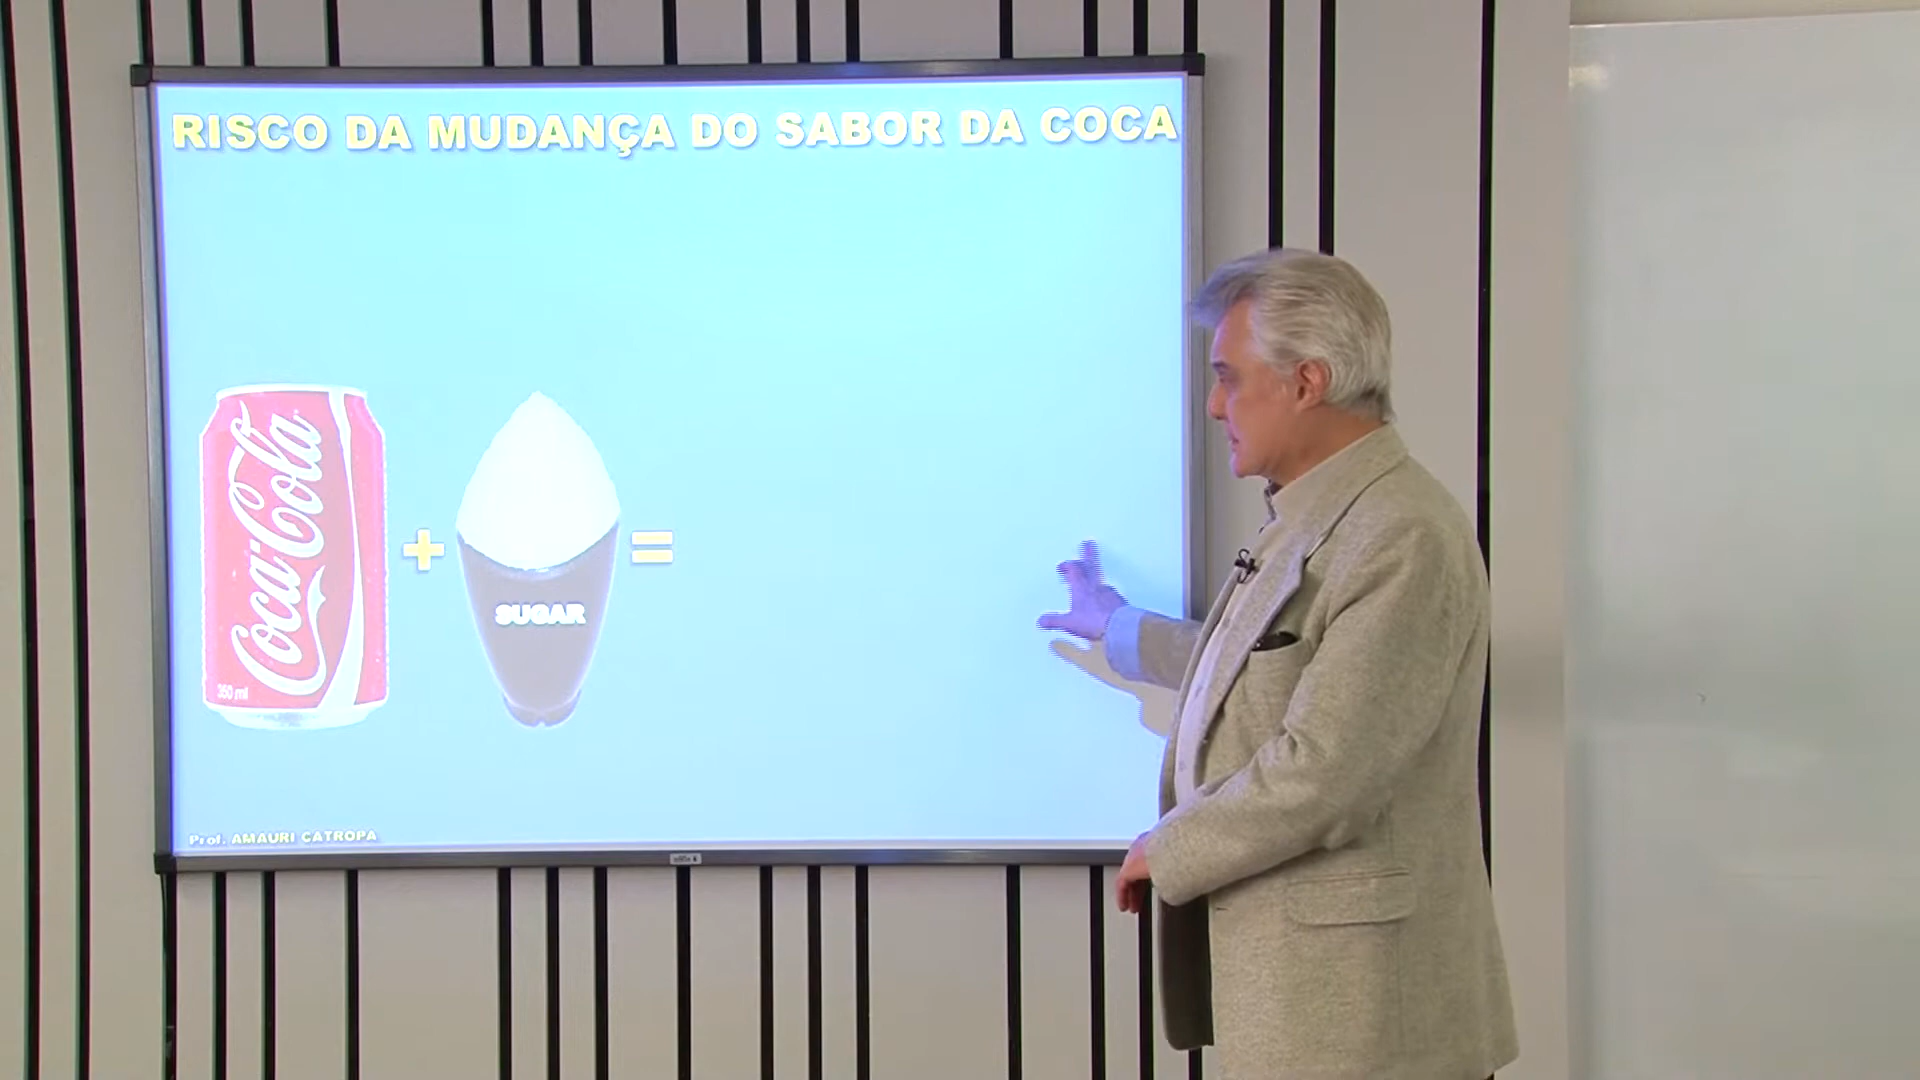 RISCO DA MUDANÇA DO SABOR DA COCA
Coca-Cola
350 ml
+
SUGAR
=
Prof. AMAURI CATROPA